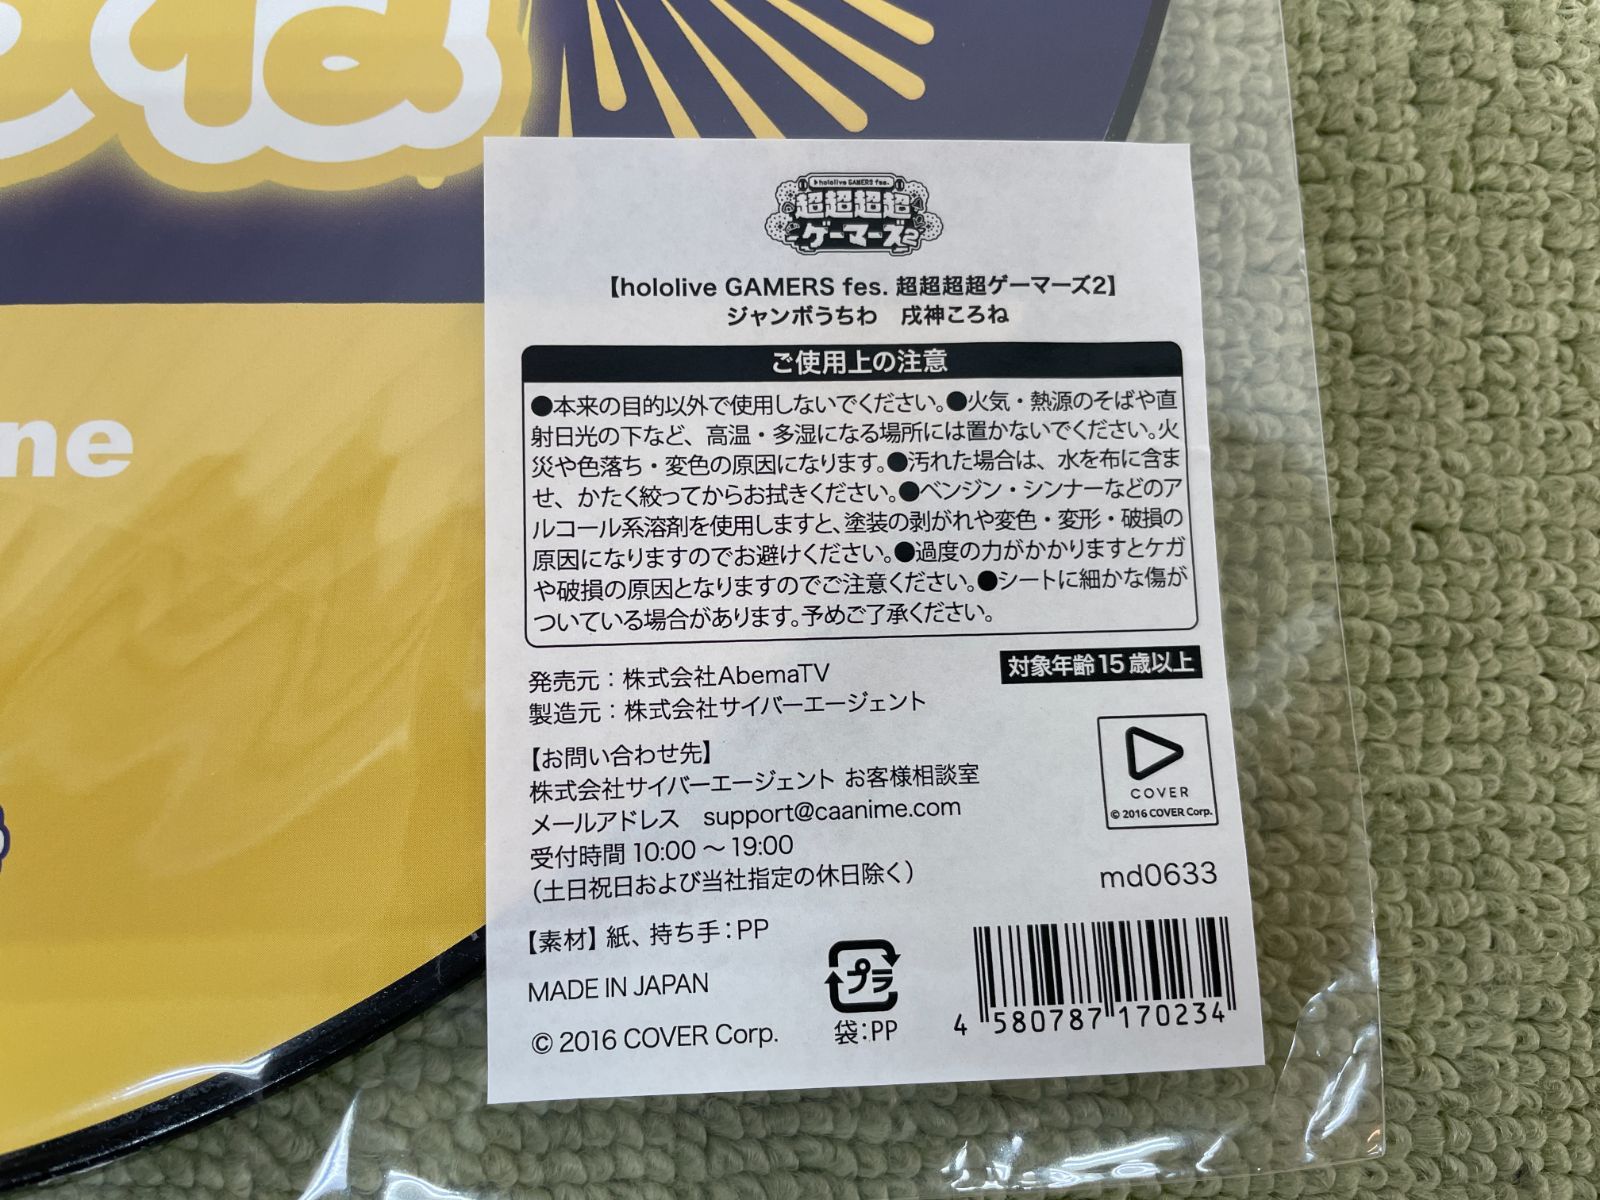 ろね
ne
hololive GAMERS fes.
超超超超
ゲーマーズ2
【hololive GAMERS fes. 超超超超ゲーマーズ2】
ジャンボうちわ　戌神ころね
ご使用上の注意
●本来の目的以外で使用しないでください。●火気・熱源のそばや直
射日光の下など、高温・多湿になる場所には置かないでください。火
災や色落ち・変色の原因になります。●汚れた場合は、水を布に含ま
せ、かたく絞ってからお拭きください。●ベンジン・シンナーなどのア
ルコール系溶剤を使用しますと、塗装の剥がれや変色・変形・破損の
原因になりますのでお避けください。●過度の力がかかりますとケガ
や破損の原因となりますのでご注意ください。●シートに細かな傷が
ついている場合があります。予めご了承ください。
発売元：株式会社AbemaTV
製造元：株式会社サイバーエージェント
対象年齢15歳以上
【お問い合わせ先】
株式会社サイバーエージェント お客様相談室
メールアドレス　support@caanime.com
受付時間 10:00 〜 19:00
（土日祝日および当社指定の休日除く）
COVER
© 2016 COVER Corp.
md0633
【素材】紙、持ち手：PP
MADE IN JAPAN
© 2016 COVER Corp.
プラ
袋：PP
4 580787 170234